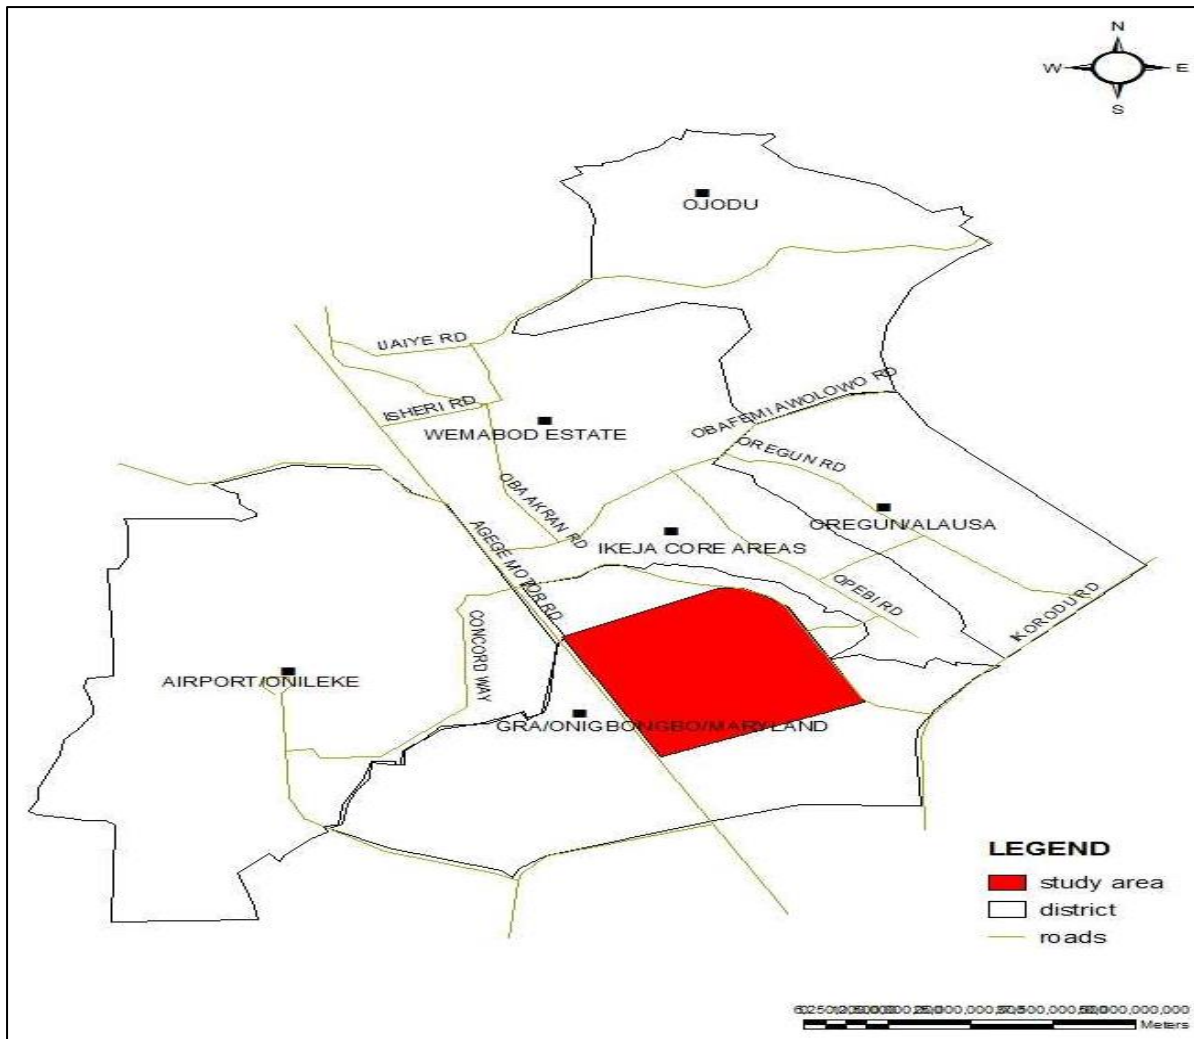 N
W E
S
OJODU
IJAIYE RD
ISHERI RD
WEMABOD ESTATE
OBAFEMI AWOLOWO RD
OREGUN RD
OBA AKRAN RD
OREGUN/ALAUSA
AGEGE MOTOR RD
IKEJA CORE AREAS
OPEBI RD
IKORODU RD
CONCORD WAY
AIRPORT/ONILEKE
GRA/ONIGBONGBO/MARYLAND
LEGEND
study area
district
roads
Meters